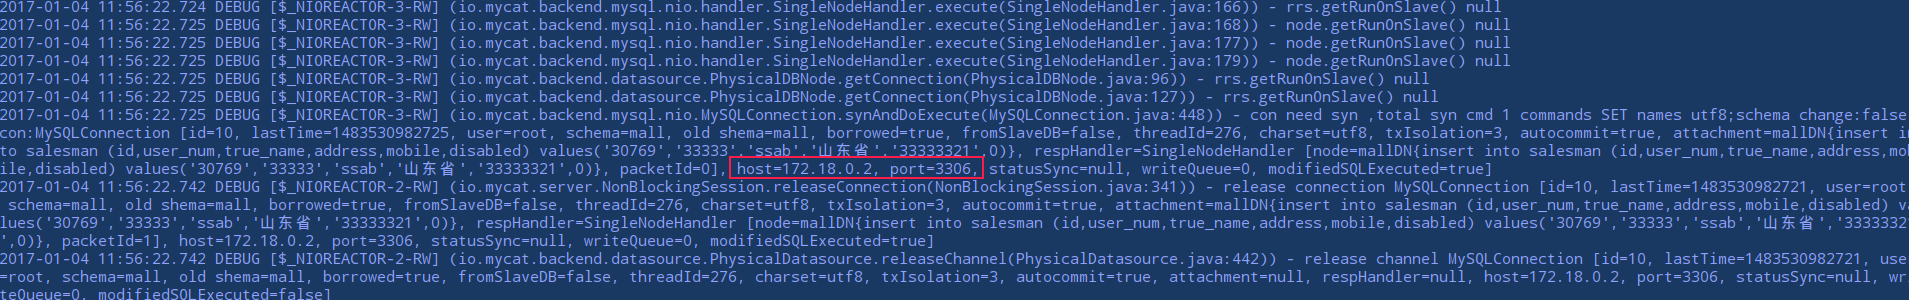 2017-01-04 11:56:22.724 DEBUG [$_NIOREACTOR-3-RW] (io.mycat.backend.mysql.nio.handler.SingleNodeHandler.execute(SingleNodeHandler.java:166)) - rrs.getRunOnSlave() null
2017-01-04 11:56:22.725 DEBUG [$_NIOREACTOR-3-RW] (io.mycat.backend.mysql.nio.handler.SingleNodeHandler.execute(SingleNodeHandler.java:168)) - node.getRunOnSlave() null
2017-01-04 11:56:22.725 DEBUG [$_NIOREACTOR-3-RW] (io.mycat.backend.mysql.nio.handler.SingleNodeHandler.execute(SingleNodeHandler.java:177)) - node.getRunOnSlave() null
2017-01-04 11:56:22.725 DEBUG [$_NIOREACTOR-3-RW] (io.mycat.backend.mysql.nio.handler.SingleNodeHandler.execute(SingleNodeHandler.java:179)) - node.getRunOnSlave() null
2017-01-04 11:56:22.725 DEBUG [$_NIOREACTOR-3-RW] (io.mycat.backend.datasource.PhysicalDBNode.getConnection(PhysicalDBNode.java:96)) - rrs.getRunOnSlave() null
2017-01-04 11:56:22.725 DEBUG [$_NIOREACTOR-3-RW] (io.mycat.backend.datasource.PhysicalDBNode.getConnection(PhysicalDBNode.java:127)) - rrs.getRunOnSlave() null
2017-01-04 11:56:22.725 DEBUG [$_NIOREACTOR-3-RW] (io.mycat.backend.mysql.nio.MySQLConnection.synAndDoExecute(MySQLConnection.java:448)) - con need syn ,total syn cmd 1 commands SET names utf8;schema change:false
con:MySQLConnection [id=10, lastTime=1483530982725, user=root, schema=mall, old shema=mall, borrowed=true, fromSlaveDB=false, threadId=276, charset=utf8, txIsolation=3, autocommit=true, attachment=mallDN{insert in
to salesman (id,user_num,true_name,address,mobile,disabled) values('30769','33333','ssab','山东省','33333321',0)}, respHandler=SingleNodeHandler [node=mallDN{insert into salesman (id,user_num,true_name,address,mob
ile,disabled) values('30769','33333','ssab','山东省','33333321',0)}, packetId=0], host=172.18.0.2, port=3306, statusSync=null, writeQueue=0, modifiedSQLExecuted=true]
2017-01-04 11:56:22.742 DEBUG [$_NIOREACTOR-2-RW] (io.mycat.server.NonBlockingSession.releaseConnection(NonBlockingSession.java:341)) - release connection MySQLConnection [id=10, lastTime=1483530982721, user=root
, schema=mall, old shema=mall, borrowed=true, fromSlaveDB=false, threadId=276, charset=utf8, txIsolation=3, autocommit=true, attachment=mallDN{insert into salesman (id,user_num,true_name,address,mobile,disabled) va
lues('30769','33333','ssab','山东省','33333321',0)}, respHandler=SingleNodeHandler [node=mallDN{insert into salesman (id,user_num,true_name,address,mobile,disabled) values('30769','33333','ssab','山东省','33333321
',0)}, packetId=1], host=172.18.0.2, port=3306, statusSync=null, writeQueue=0, modifiedSQLExecuted=true]
2017-01-04 11:56:22.742 DEBUG [$_NIOREACTOR-2-RW] (io.mycat.backend.datasource.PhysicalDatasource.releaseChannel(PhysicalDatasource.java:442)) - release channel MySQLConnection [id=10, lastTime=1483530982721, user
=root, schema=mall, old shema=mall, borrowed=true, fromSlaveDB=false, threadId=276, charset=utf8, txIsolation=3, autocommit=true, attachment=null, respHandler=null, host=172.18.0.2, port=3306, statusSync=null, wri
teQueue=0, modifiedSQLExecuted=false]